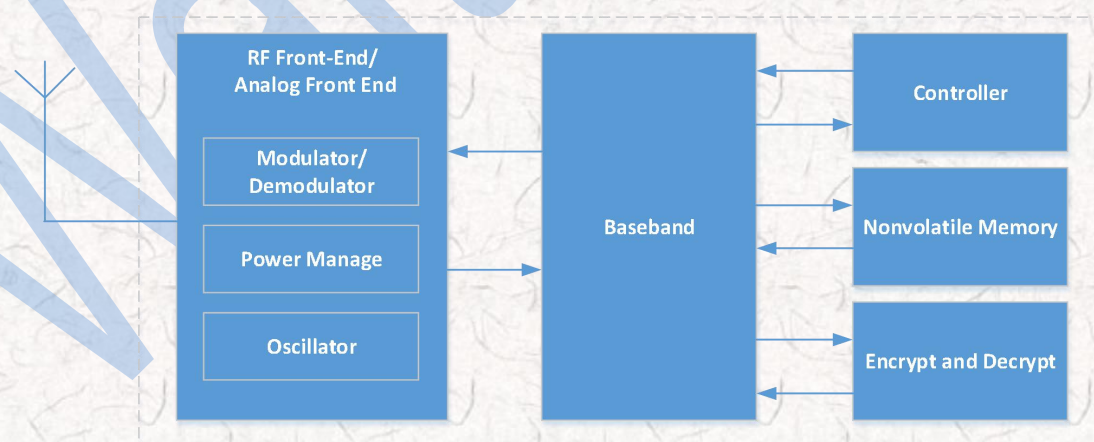 RF Front-End/
Analog Front End
Modulator/
Demodulator
Power Manage
Oscillator
Baseband
Controller
Nonvolatile Memory
Encrypt and Decrypt